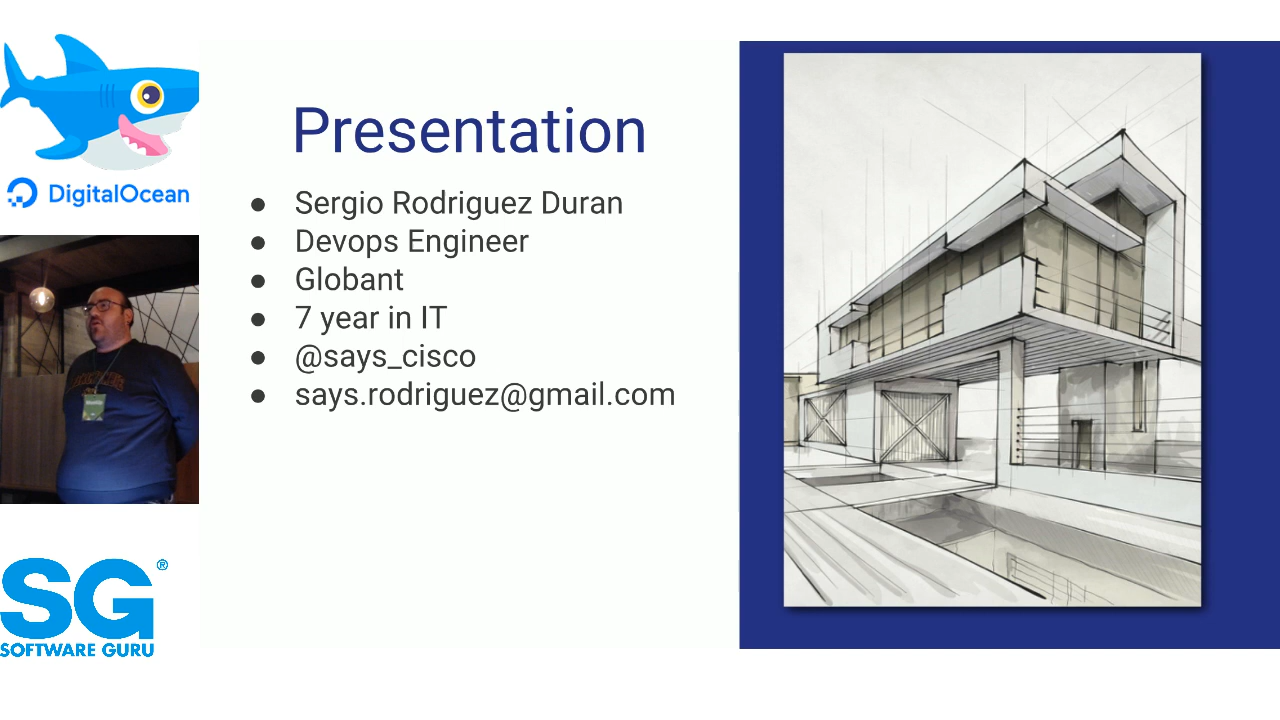 DigitalOcean
Presentation
● Sergio Rodriguez Duran
● Devops Engineer
● Globant
● 7 year in IT
● @says_cisco
● says.rodriguez@gmail.com
SG®
SOFTWARE GURU